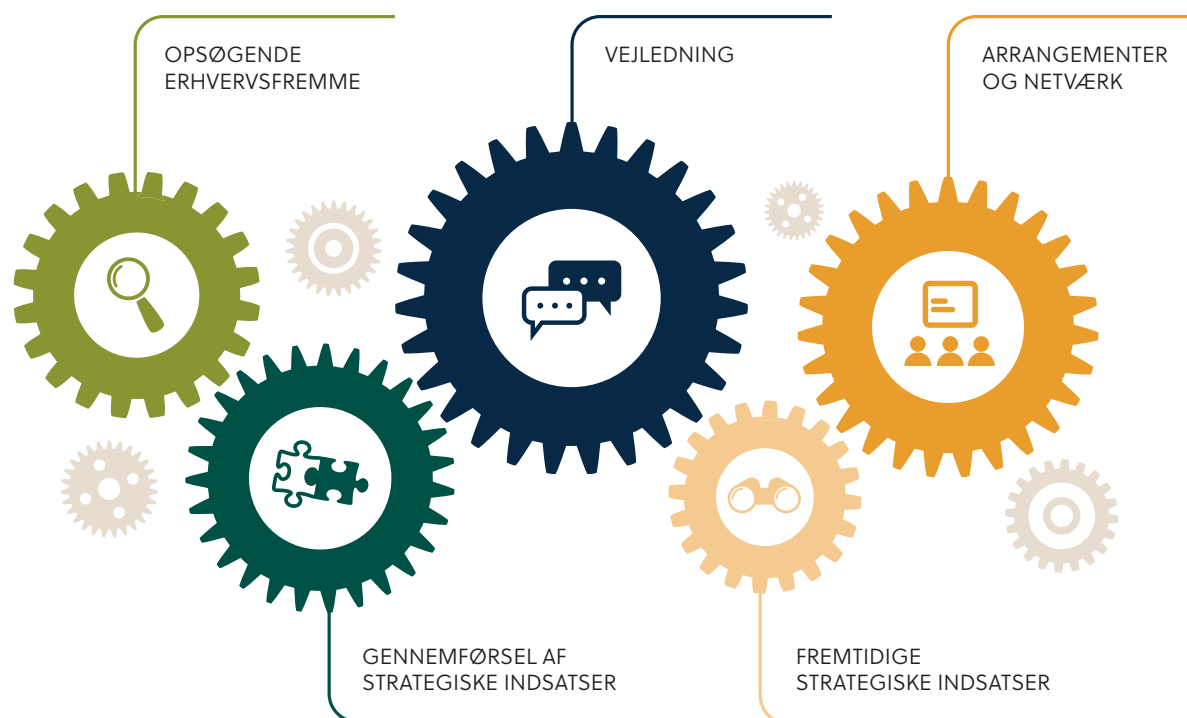 OPSØGENDE
ERHVERVSFREMME
VEJLEDNING
ARRANGEMENTER
OG NETVÆRK
GENNEMFØRSEL AF
STRATEGISKE INDSATSER
FREMTIDIGE
STRATEGISKE INDSATSER